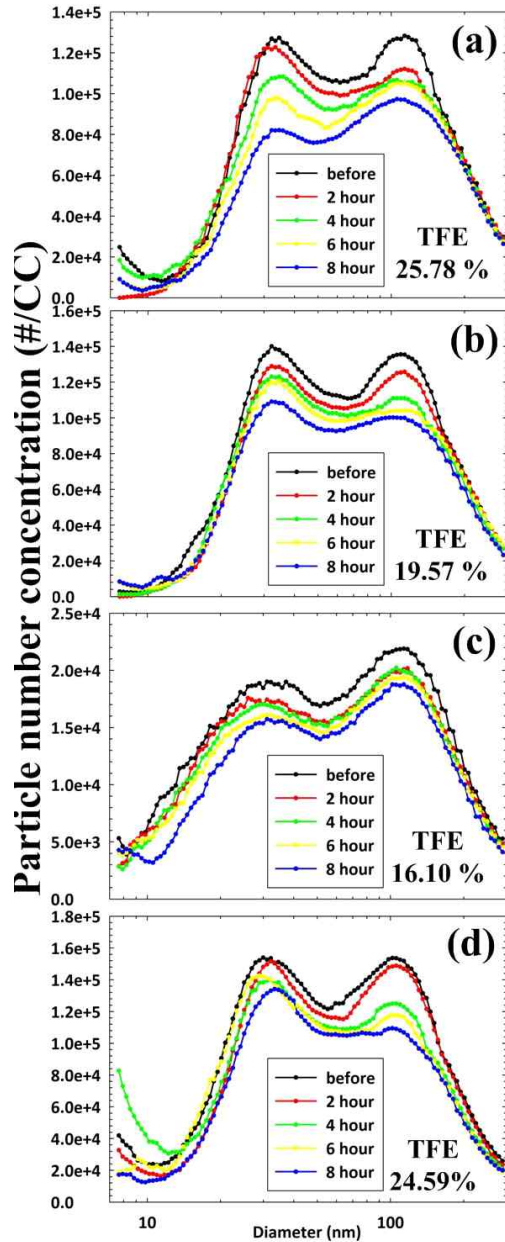 Particle number concentration (#/CC)
1.4e+5
1.2e+5
1.0e+5
8.0e+4
6.0e+4
4.0e+4
2.0e+4
0.0
(a)
before
2 hour
4 hour
6 hour
8 hour
TFE
25.78 %
1.6e+5
1.4e+5
1.2e+5
1.0e+5
8.0e+4
6.0e+4
4.0e+4
2.0e+4
0.0
(b)
before
2 hour
4 hour
6 hour
8 hour
TFE
19.57 %
2.5e+4
2.0e+4
1.5e+4
1.0e+4
5.0e+3
0.0
(c)
before
2 hour
4 hour
6 hour
8 hour
TFE
16.10 %
1.8e+5
1.6e+5
1.4e+5
1.2e+5
1.0e+5
8.0e+4
6.0e+4
4.0e+4
2.0e+4
0.0
(d)
before
2 hour
4 hour
6 hour
8 hour
TFE
24.59%
10
100
Diameter (nm)